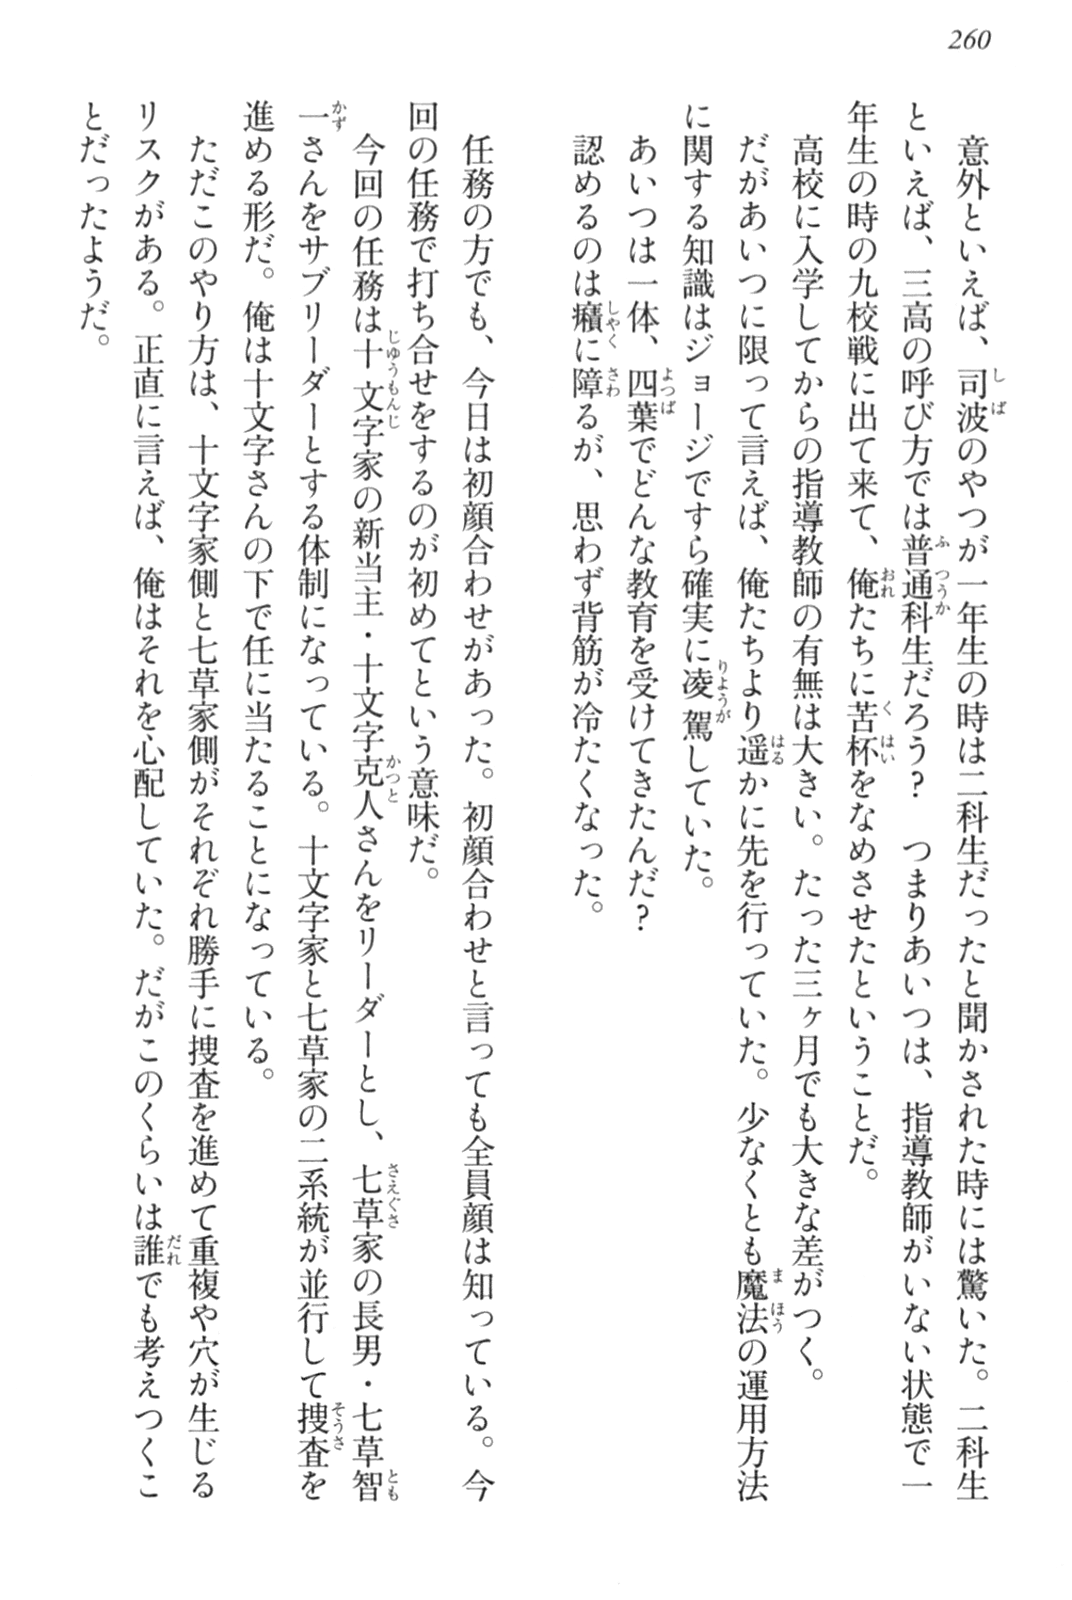 260
意外といえば、司波のやつが一年生の時は二科生だったと聞かされた時には驚いた。二科生
といえば、三高の呼び方では普通科生だろう？　つまりあいつは、指導教師がいない状態で一
年生の時の九校戦に出て来て、俺たちに苦杯をなめさせたということだ。
高校に入学してからの指導教師の有無は大きい。たった三ヶ月でも大きな差がつく。
だがあいつに限って言えば、俺たちより遥かに先を行っていた。少なくとも魔法の運用方法
に関する知識はジョージですら確実に凌駕していた。
あいつは一体、四葉でどんな教育を受けてきたんだ？
認めるのは癪に障るが、思わず背筋が冷たくなった。
任務の方でも、今日は初顔合わせがあった。初顔合わせと言っても全員顔は知っている。今
回の任務で打ち合せをするのが初めてという意味だ。
今回の任務は十文字家の新当主・十文字克人さんをリーダーとし、七草家の長男・七草智
一さんをサブリーダーとする体制になっている。十文字家と七草家の二系統が並行して捜査を
進める形だ。俺は十文字さんの下で任に当たることになっている。
ただこのやり方は、十文字家側と七草家側がそれぞれ勝手に捜査を進めて重複や穴が生じる
リスクがある。正直に言えば、俺はそれを心配していた。だがこのくらいは誰でも考えつくこ
とだったようだ。